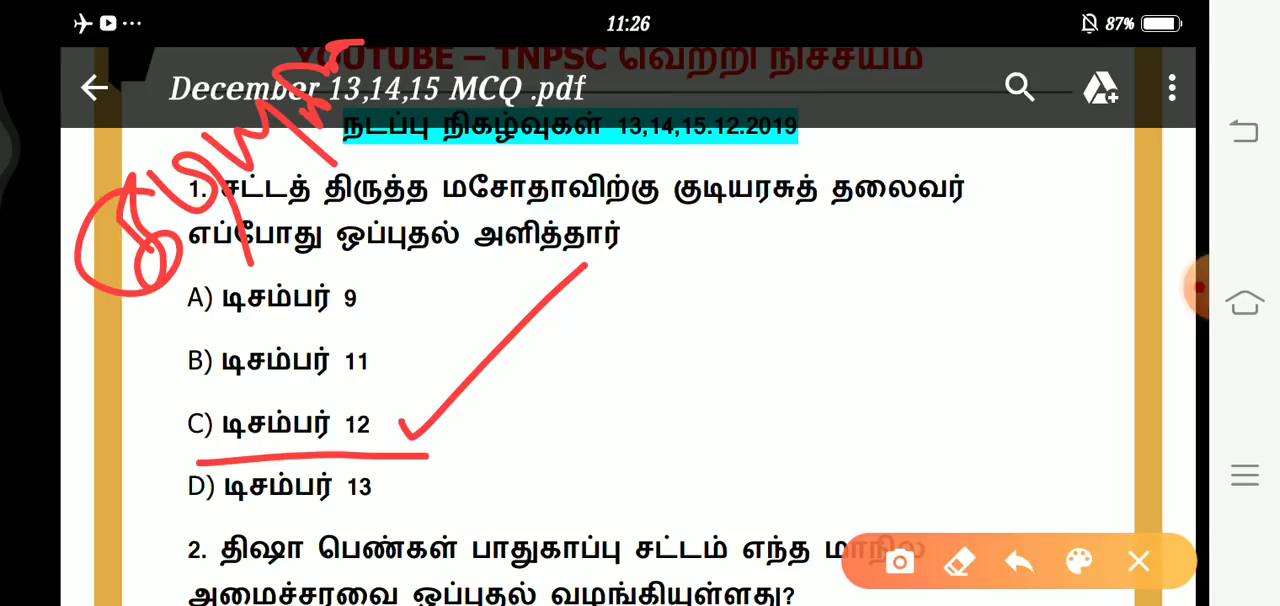 11:26
87%
YOUTUBE – TNPSC வெற்றி நிச்சயம்
December 13,14,15 MCQ .pdf
நடப்பு நிகழ்வுகள் 13,14,15.12.2019
1. சட்டத் திருத்த மசோதாவிற்கு குடியரசுத் தலைவர்
எப்போது ஒப்புதல் அளித்தார்
A) டிசம்பர் 9
B) டிசம்பர் 11
C) டிசம்பர் 12
D) டிசம்பர் 13
2. திஷா பெண்கள் பாதுகாப்பு சட்டம் எந்த மாநில
அமைச்சரவை ஒப்புதல் வழங்கியுள்ளது?